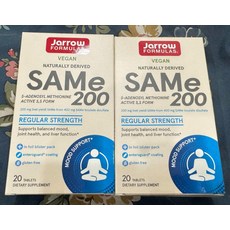 Jarrow
FORMULAS
VEGAN
NATURALLY DERIVED
SAMe
S-ADENOSYL METHIONINE
ACTIVE S,S FORM
200
REGULAR STRENGTH
Supports balanced mood,
joint health, and liver function
MOOD SUPPORT
20
TABLETS
DIETARY SUPPLEMENT
Jarrow
FORMULAS
VEGAN
NATURALLY DERIVED
SAMe
S-ADENOSYL METHIONINE
ACTIVE S,S FORM
200
REGULAR STRENGTH
Supports balanced mood,
joint health, and liver function
MOOD SUPPORT
20
TABLETS
DIETARY SUPPLEMENT